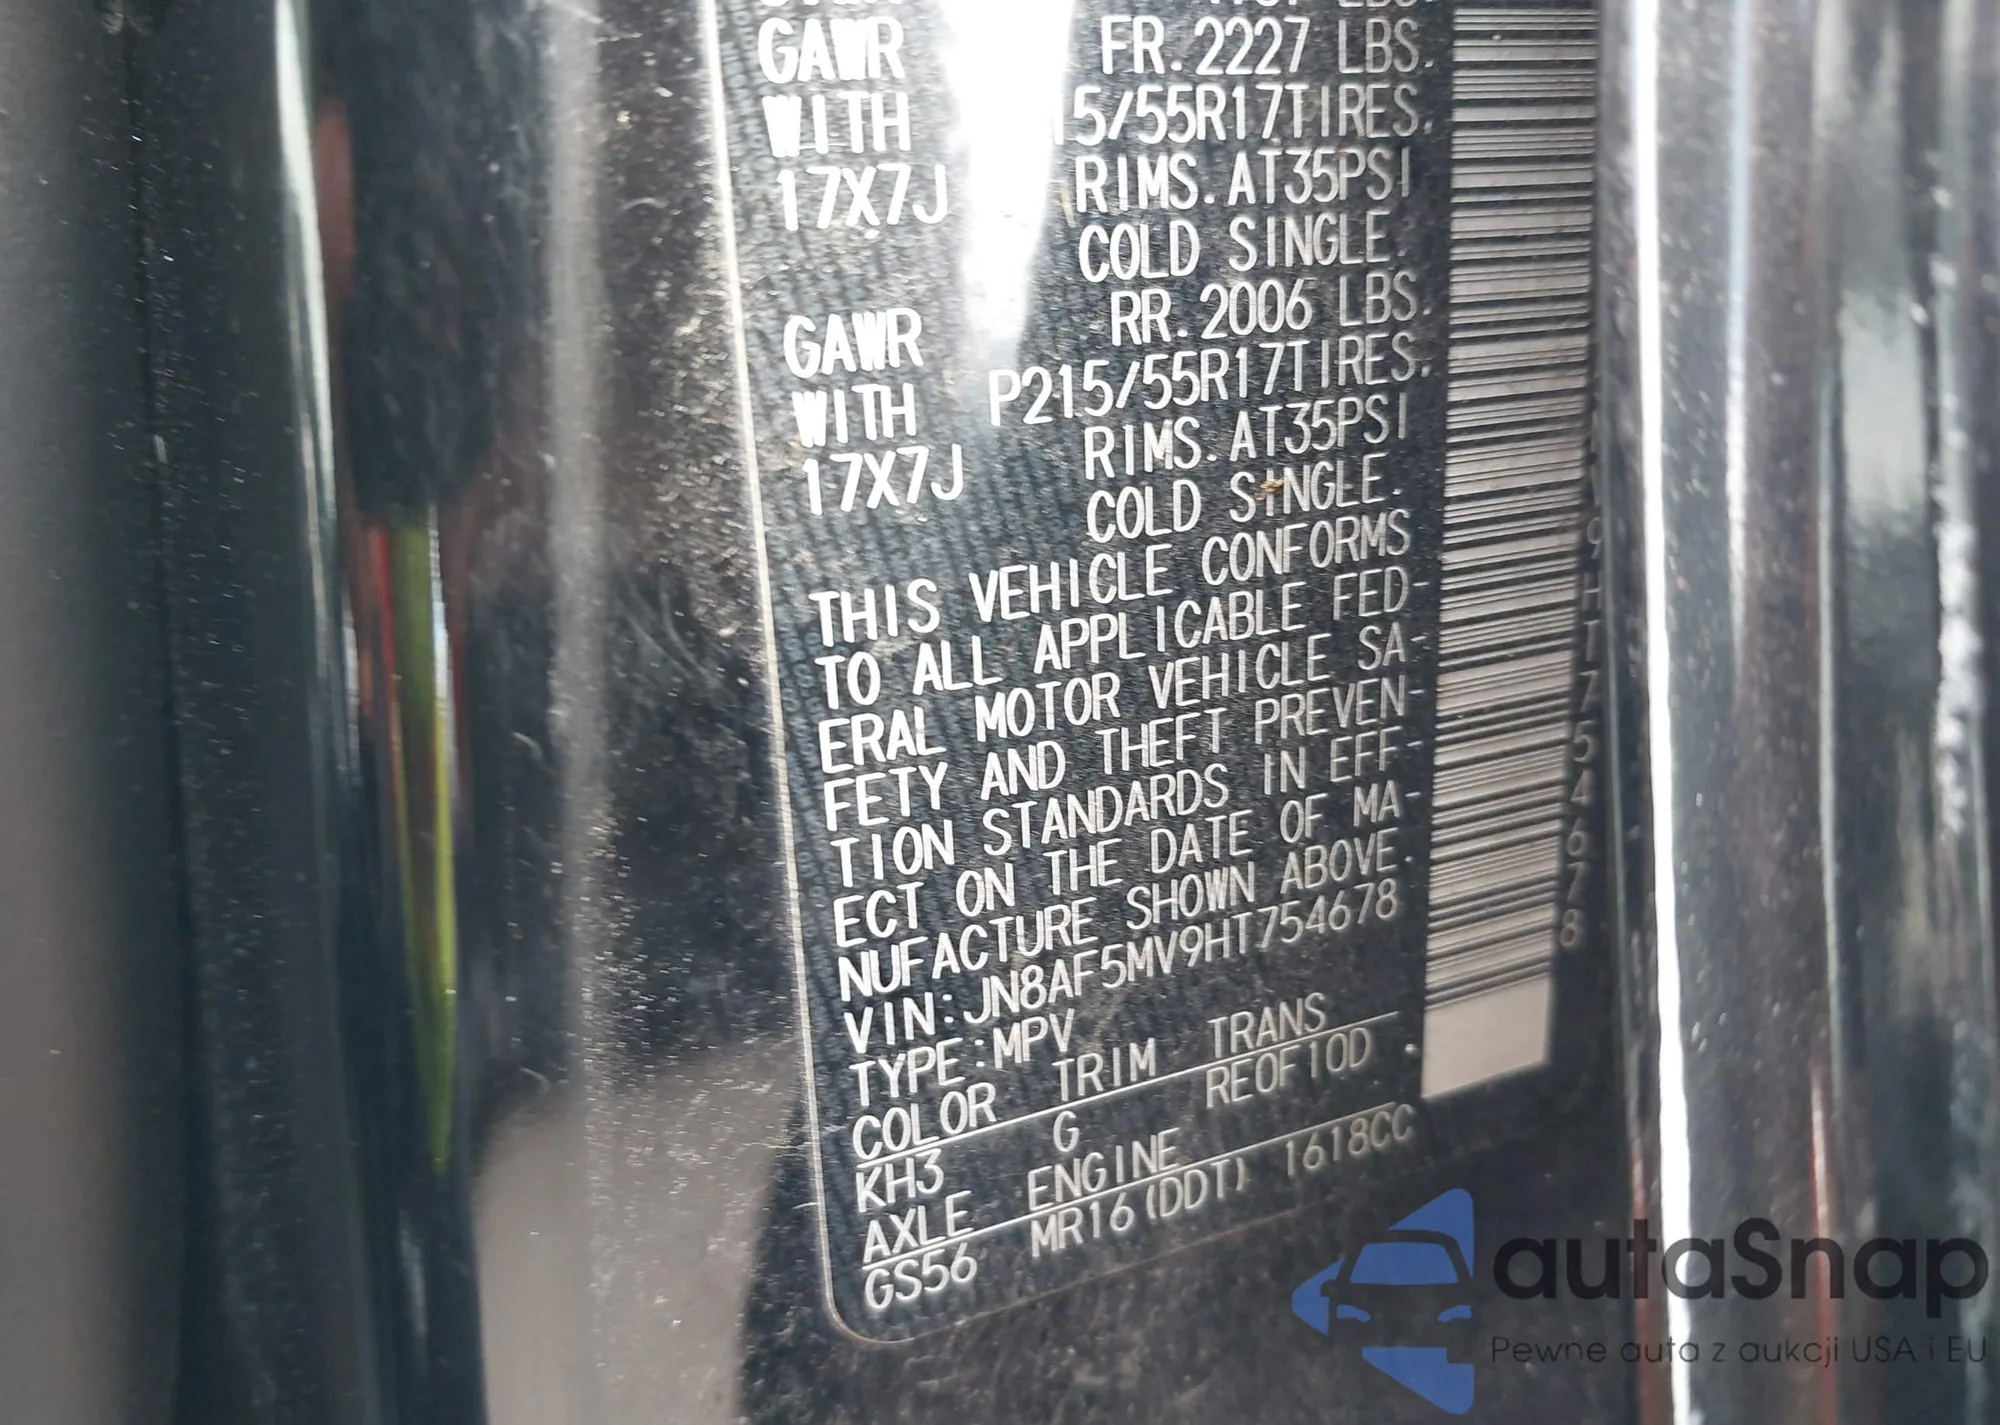 GAWR FR. 2227 LBS.
WITH 15/55R17TIRES.
17X7J RIMS. AT35PSI
COLD SINGLE.
GAWR RR. 2006 LBS.
WITH P215/55R17TIRES.
17X7J RIMS. AT35PSI
COLD SINGLE.
THIS VEHICLE CONFORMS
TO ALL APPLICABLE FED-
ERAL MOTOR VEHICLE SA-
FETY AND THEFT PREVEN-
TION STANDARDS IN EFF-
ECT ON THE DATE OF MA-
NUFACTURE SHOWN ABOVE.
VIN:JN8AF5MV9HT754678
TYPE:MPV
COLOR TRIM TRANS
KH3 G RE0F10D
AXLE ENGINE
GS56 MR16(DDT) 1618CC
9HT754678
autaSnap
Pewne auta z aukcji USA i EU